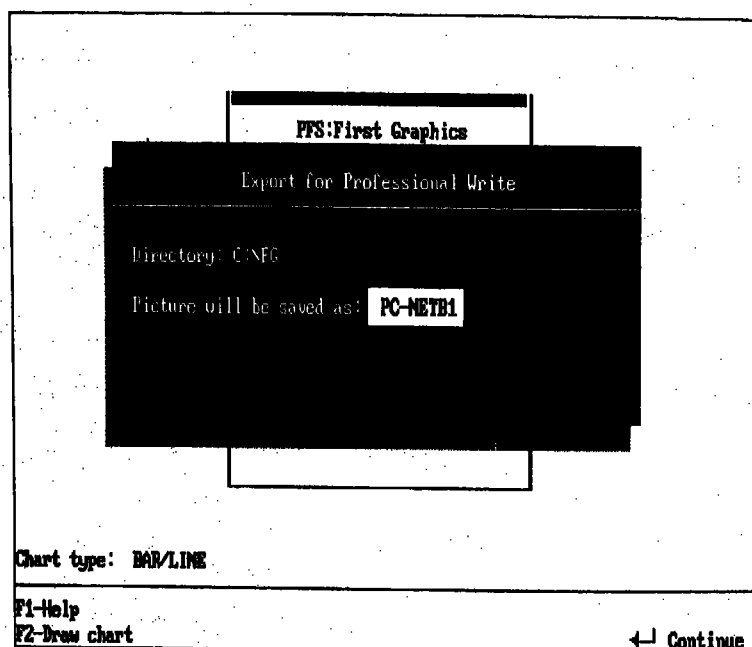 PFS:First Graphics
Export for Professional Write
Directory: C:\FG
Picture will be saved as: PC-NETB1
Chart type: BAR/LINE
F1-Help
F2-Draw chart
↵ Continue